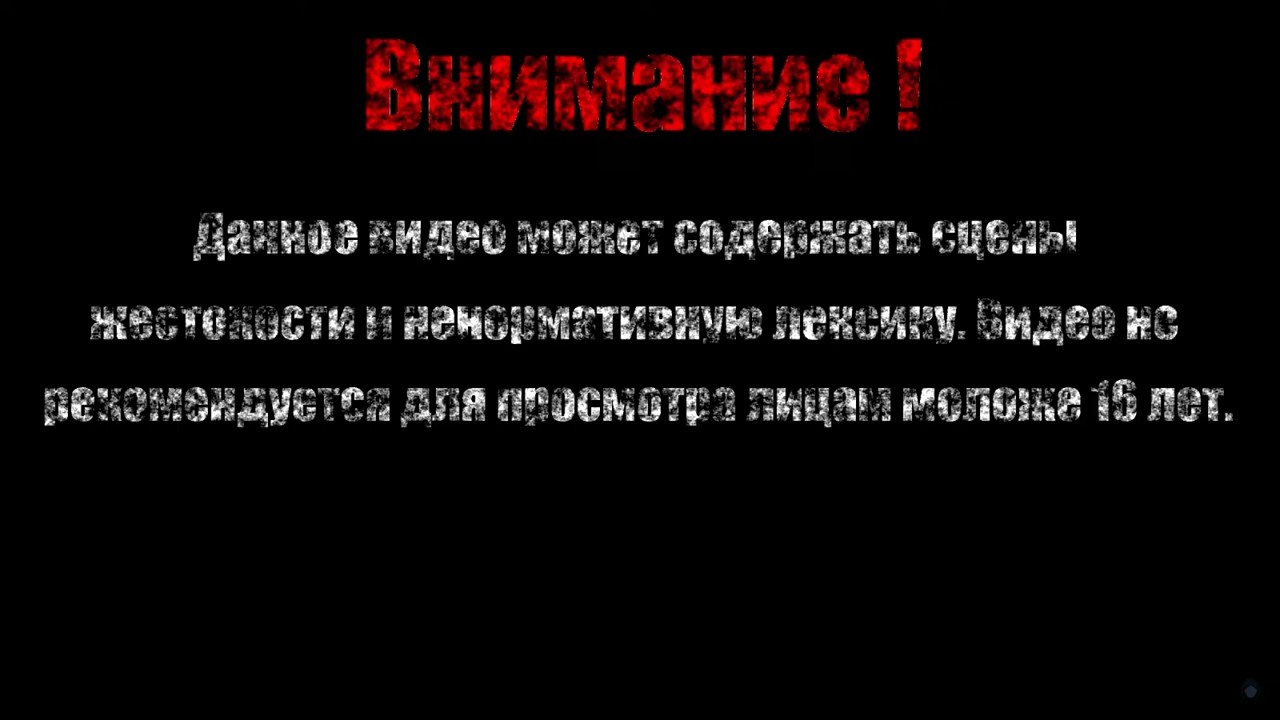 Внимание !
Данное видео может содержать сцены
жестокости и ненормативную лексику. Видео не
рекомендуется для просмотра лицам моложе 16 лет.